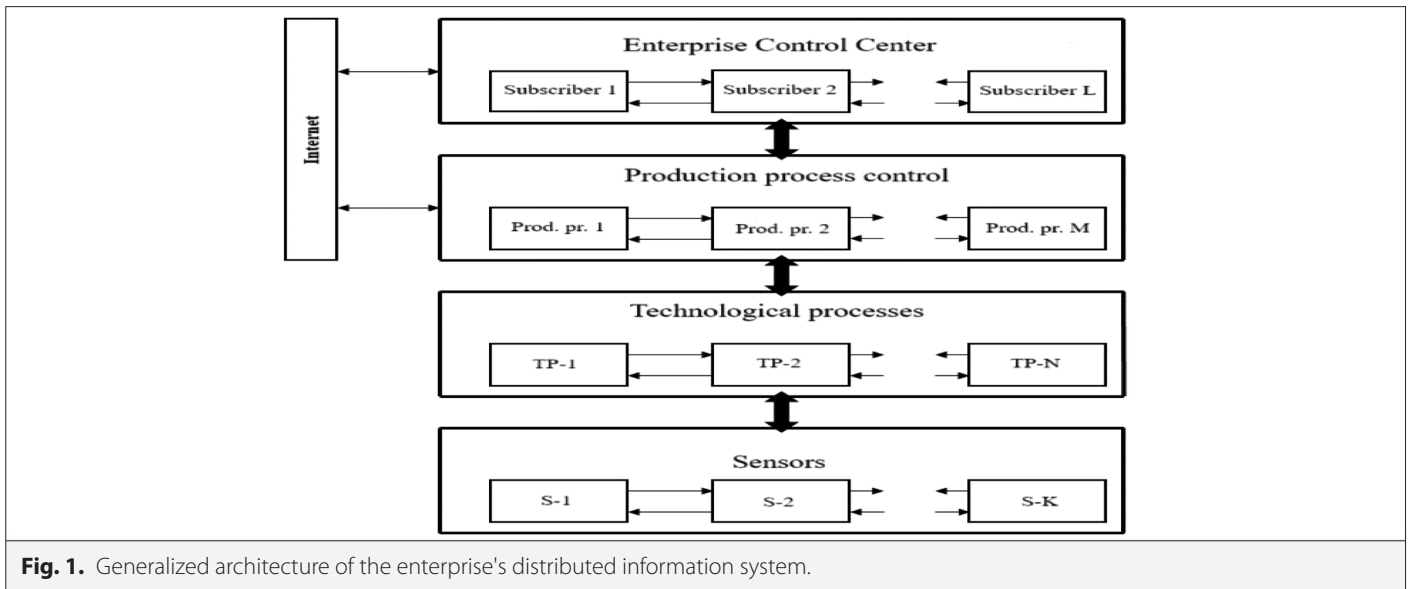 Enterprise Control Center
Subscriber 1
Subscriber 2
Subscriber L
Internet
Production process control
Prod. pr. 1
Prod. pr. 2
Prod. pr. M
Technological processes
TP-1
TP-2
TP-N
Sensors
S-1
S-2
S-K
Fig. 1. Generalized architecture of the enterprise's distributed information system.